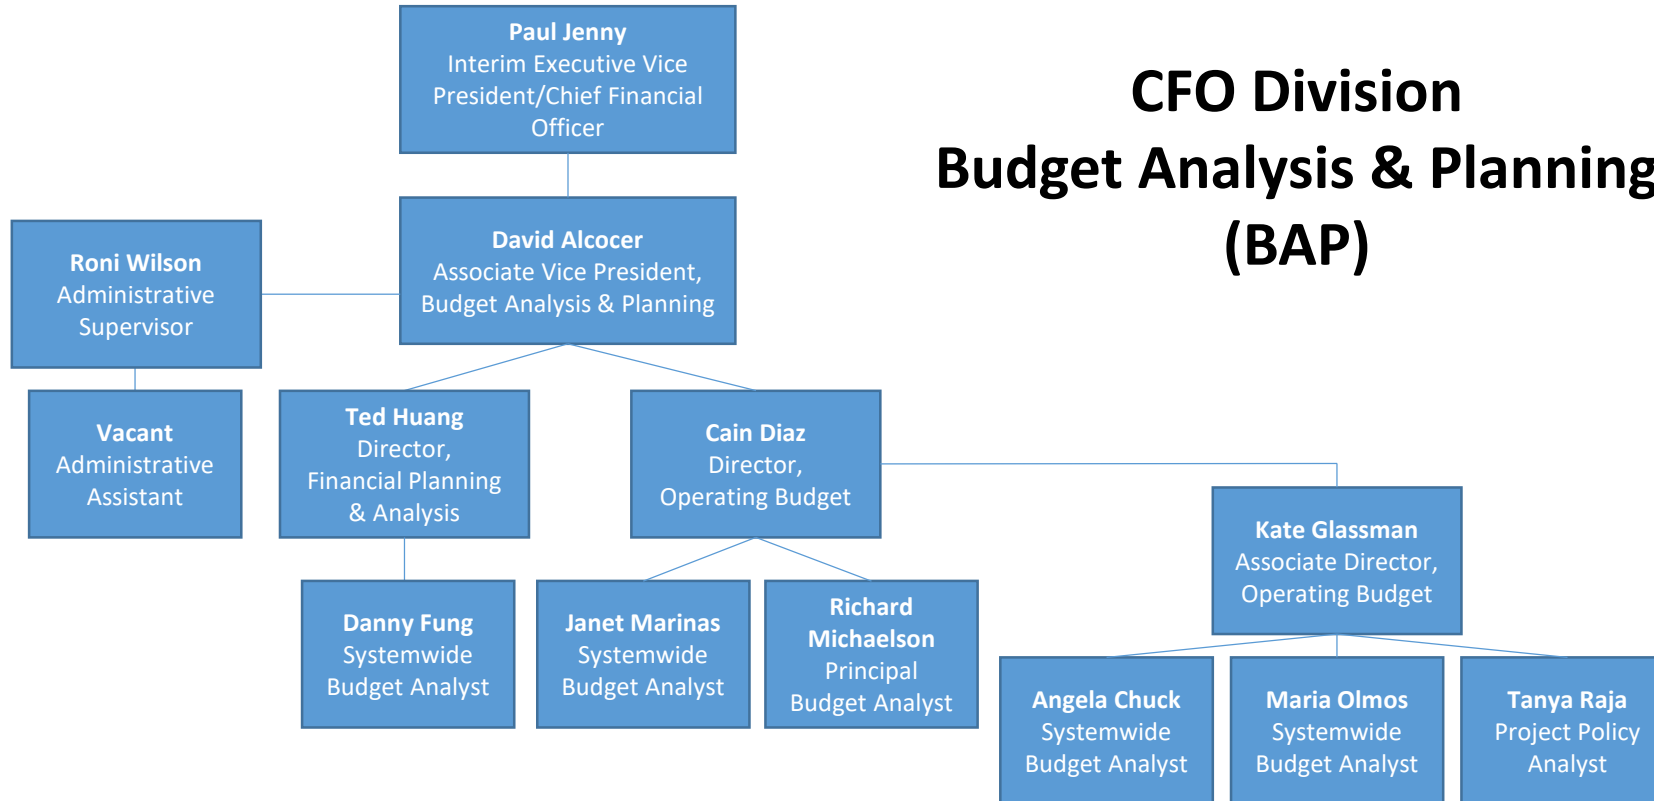 Paul Jenny
Interim Executive Vice
President/Chief Financial
Officer
CFO Division
Budget Analysis & Planning
(BAP)
David Alcocer
Associate Vice President,
Budget Analysis & Planning
Roni Wilson
Administrative
Supervisor
Vacant
Administrative
Assistant
Ted Huang
Director,
Financial Planning
& Analysis
Cain Diaz
Director,
Operating Budget
Kate Glassman
Associate Director,
Operating Budget
Danny Fung
Systemwide
Budget Analyst
Janet Marinas
Systemwide
Budget Analyst
Richard
Michaelson
Principal
Budget Analyst
Angela Chuck
Systemwide
Budget Analyst
Maria Olmos
Systemwide
Budget Analyst
Tanya Raja
Project Policy
Analyst